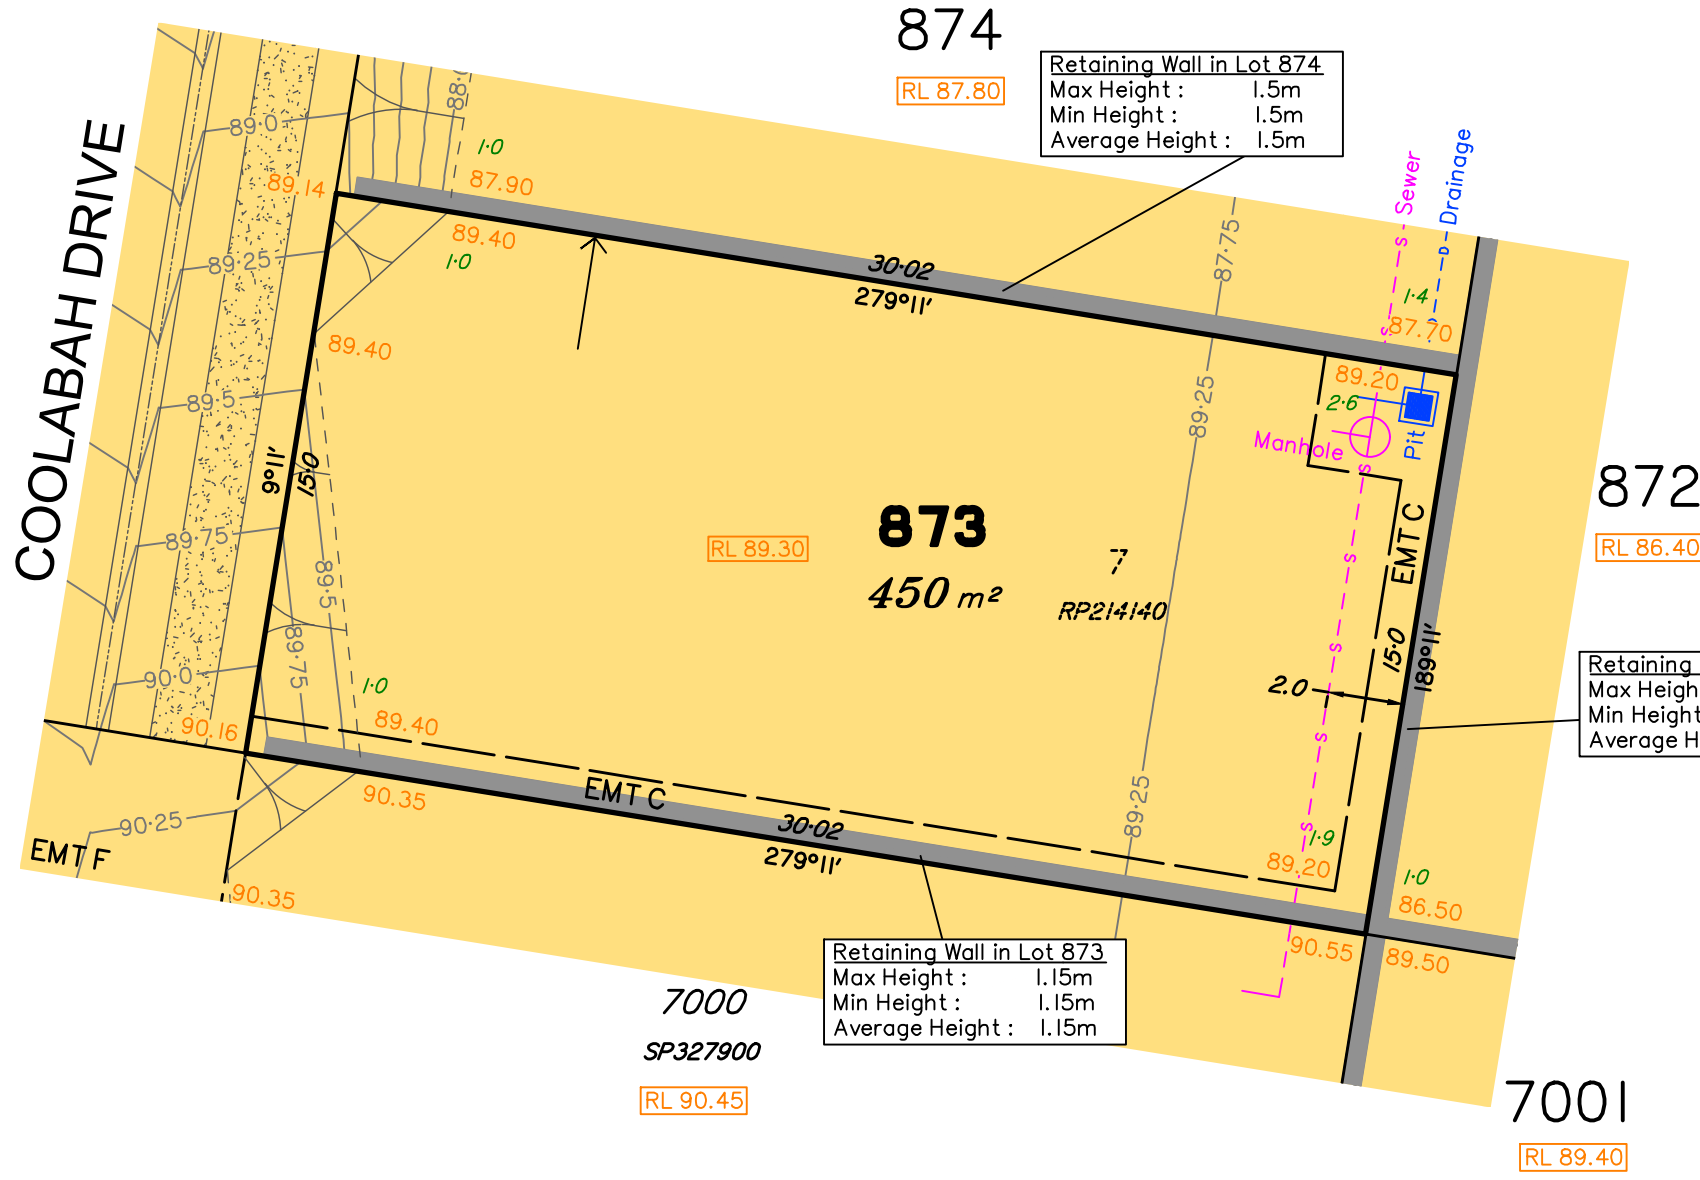 874
RL 87.80
Retaining Wall in Lot 874
Max Height : 1.5m
Min Height : 1.5m
Average Height : 1.5m
COOLABAH DRIVE
89·0
88·0
1·0
87.90
89.14
89.40
1·0
89·25
30·02
279°11'
87·75
Sewer
S
Drainage
D
1·4
87.70
89.40
89.20
2·6
Manhole
Pit
89·5
9°11'
15·0
89·25
873
450 m²
RL 89.30
7
RP214140
872
RL 86.40
EMT C
89·75
89·5
89·75
15·0
189°11'
2.0
Retaining
Max Heigh
Min Height
Average H
90·0
1·0
89.40
90.16
EMT C
90.35
30·02
279°11'
89·25
1·9
89.20
1·0
86.50
90·25
EMT F
90.35
90.55
89.50
Retaining Wall in Lot 873
Max Height : 1.15m
Min Height : 1.15m
Average Height : 1.15m
7000
SP327900
RL 90.45
7001
RL 89.40